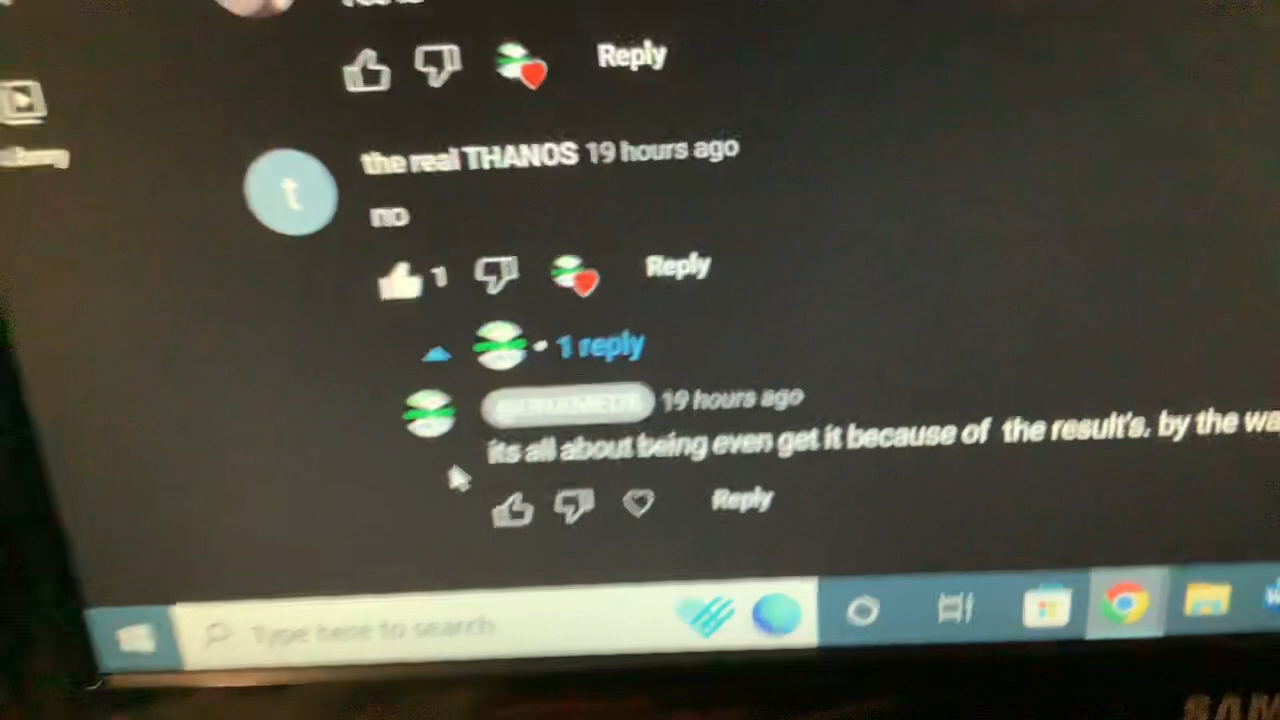 Reply
the real THANOS 19 hours ago
no
1
Reply
t
1 reply
19 hours ago
its all about being even get it because of the result's. by the wa
Reply
Type here to search
SAM